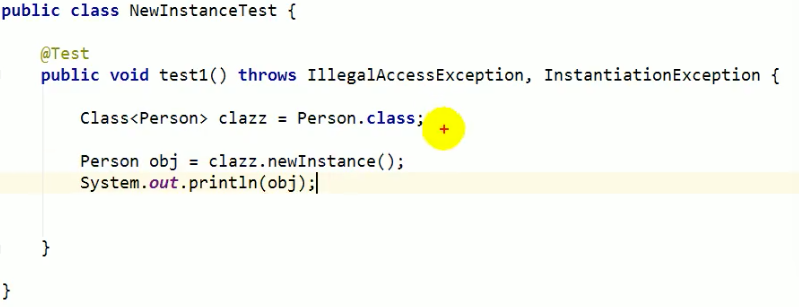 public class NewInstanceTest {
@Test
public void test1() throws IllegalAccessException, InstantiationException {
Class<Person> clazz = Person.class;
Person obj = clazz.newInstance();
System.out.println(obj);
}
}